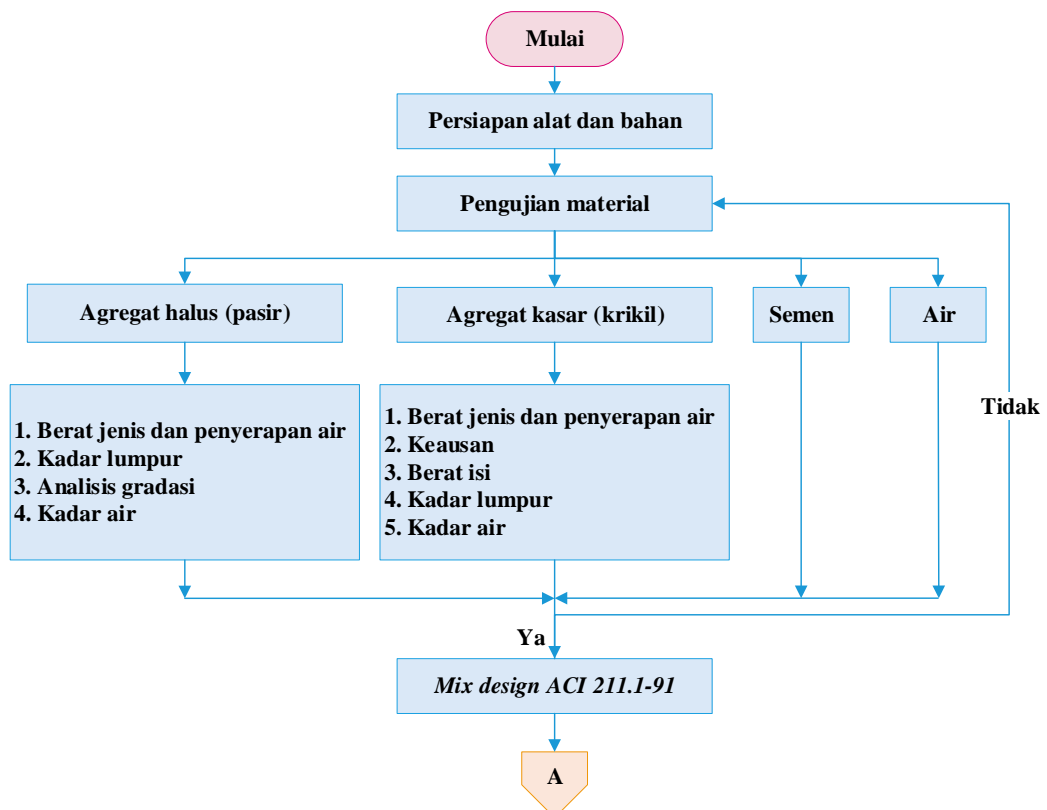 Mulai
Persiapan alat dan bahan
Pengujian material
Agregat halus (pasir)
Agregat kasar (krikil)
Semen
Air
1. Berat jenis dan penyerapan air
2. Kadar lumpur
3. Analisis gradasi
4. Kadar air
1. Berat jenis dan penyerapan air
2. Keausan
3. Berat isi
4. Kadar lumpur
5. Kadar air
Tidak
Ya
Mix design ACI 211.1-91
A